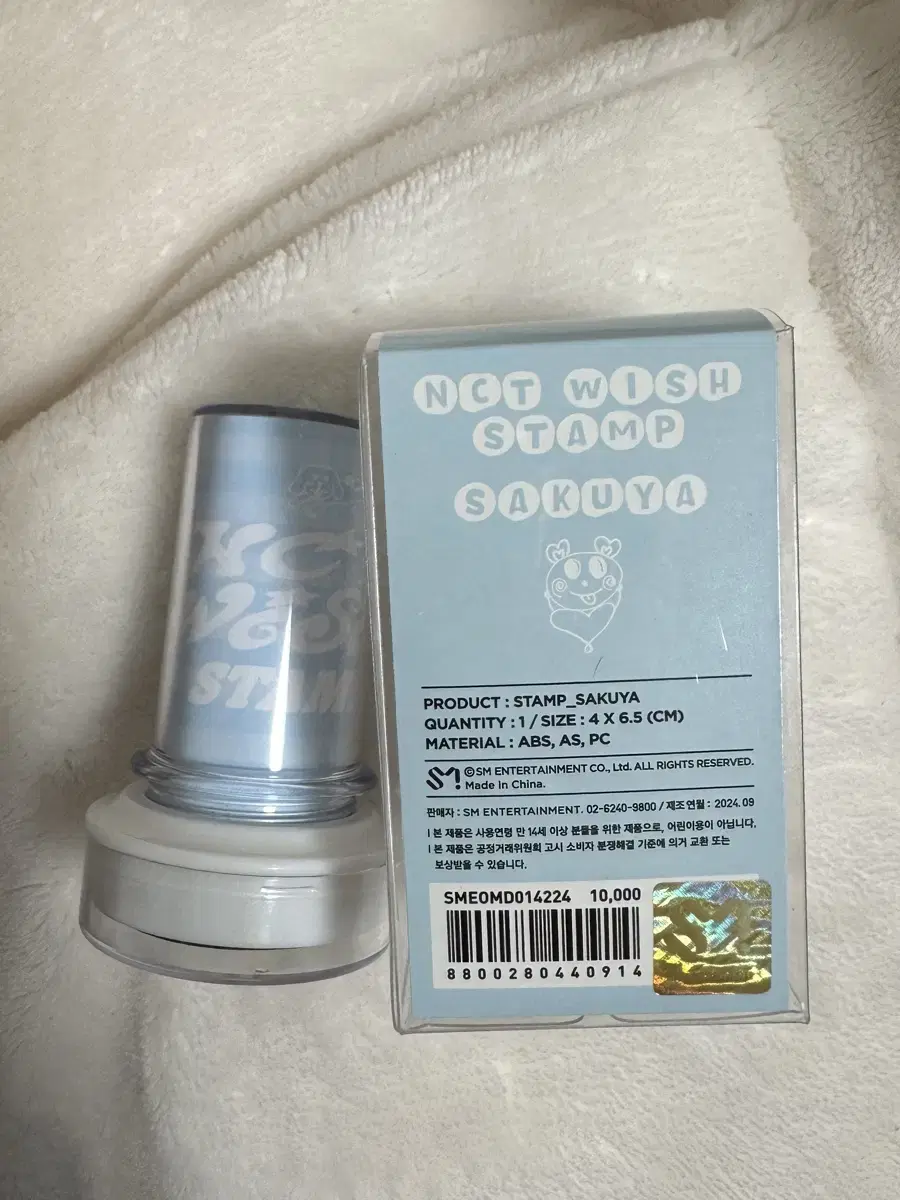 NCT
STAM
NCT WISH
STAMP
SAKUYA
PRODUCT : STAMP_SAKUYA
QUANTITY : 1 / SIZE : 4 X 6.5 (CM)
MATERIAL : ABS, AS, PC
SM ©SM ENTERTAINMENT CO., Ltd. ALL RIGHTS RESERVED.
Made in China.
판매자 : SM ENTERTAINMENT. 02-6240-9800 / 제조연월 : 2024.09
l 본 제품은 사용연령 만 14세 이상 분들을 위한 제품으로, 어린이용이 아닙니다.
l 본 제품은 공정거래위원회 고시 소비자 분쟁해결 기준에 의거 교환 또는
보상받을 수 있습니다.
SMEOMD014224 10,000
8800280440914